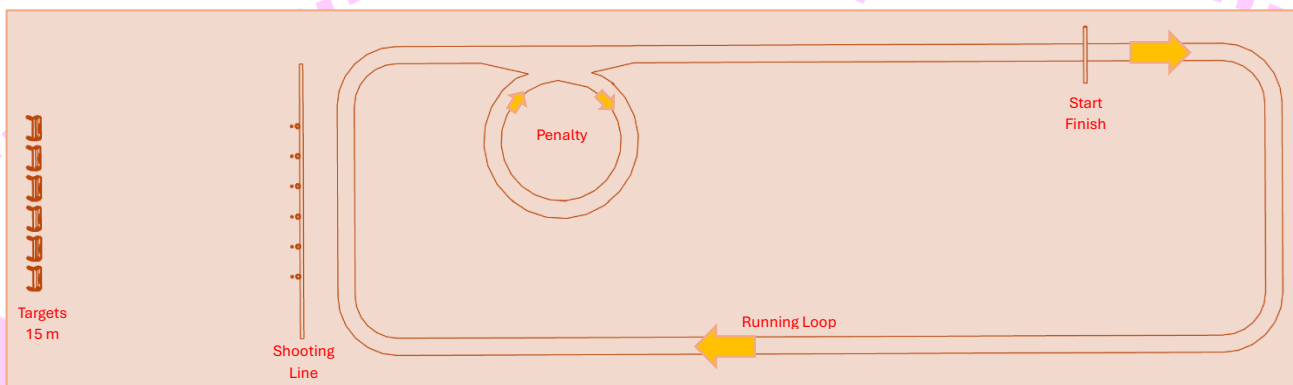 Start
Finish
Penalty
Targets
15 m
Running Loop
Shooting
Line